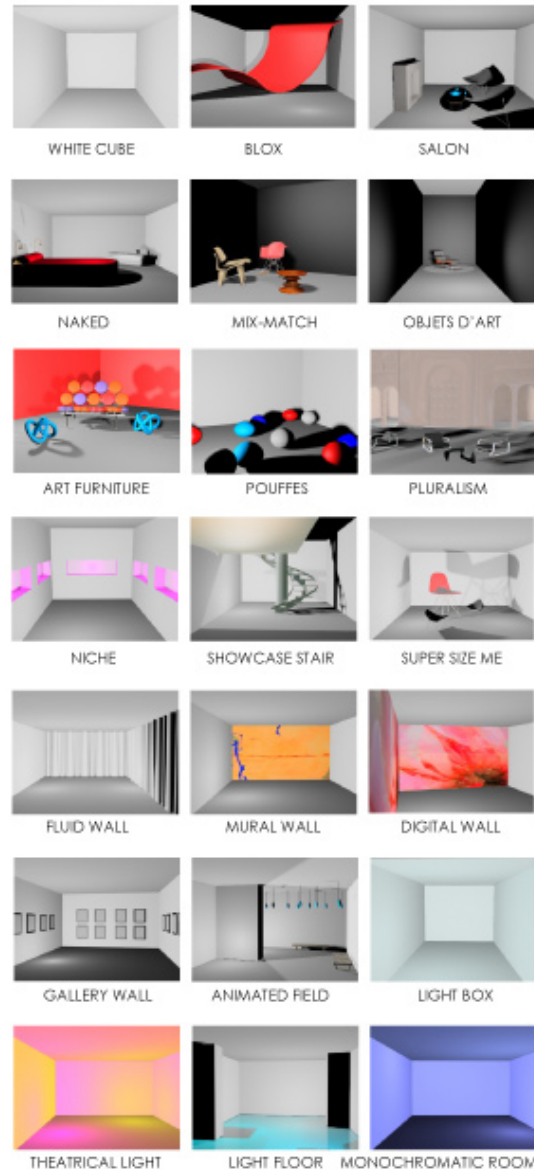 WHITE CUBE
BLOX
SALON
NAKED
MIX-MATCH
OBJETS D'ART
ART FURNITURE
POUFFES
PLURALISM
NICHE
SHOWCASE STAIR
SUPER SIZE ME
FLUID WALL
MURAL WALL
DIGITAL WALL
GALLERY WALL
ANIMATED FIELD
LIGHT BOX
THEATRICAL LIGHT
LIGHT FLOOR
MONOCHROMATIC ROOM